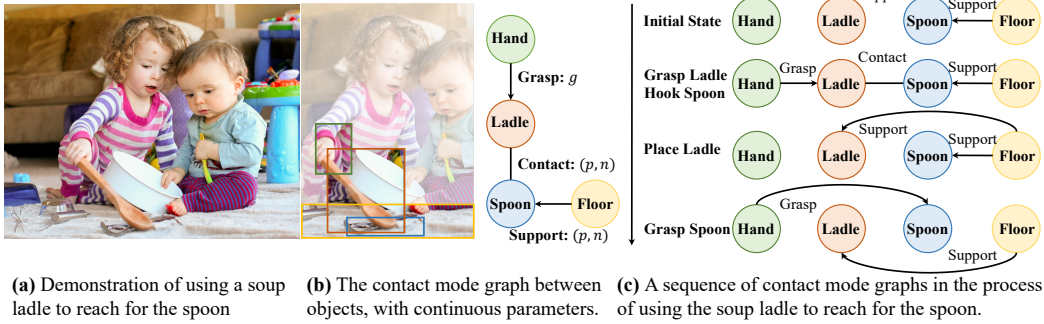 Hand
Grasp: g
Ladle
Contact: (p, n)
Spoon
Floor
Support: (p, n)
Initial State
Hand
Ladle
Spoon
Support
Floor
Grasp Ladle
Hook Spoon
Hand
Grasp
Ladle
Contact
Spoon
Support
Floor
Place Ladle
Hand
Ladle
Support
Spoon
Support
Floor
Grasp Spoon
Hand
Grasp
Ladle
Spoon
Support
Floor
(a) Demonstration of using a soup
ladle to reach for the spoon
(b) The contact mode graph between
objects, with continuous parameters.
(c) A sequence of contact mode graphs in the process
of using the soup ladle to reach for the spoon.